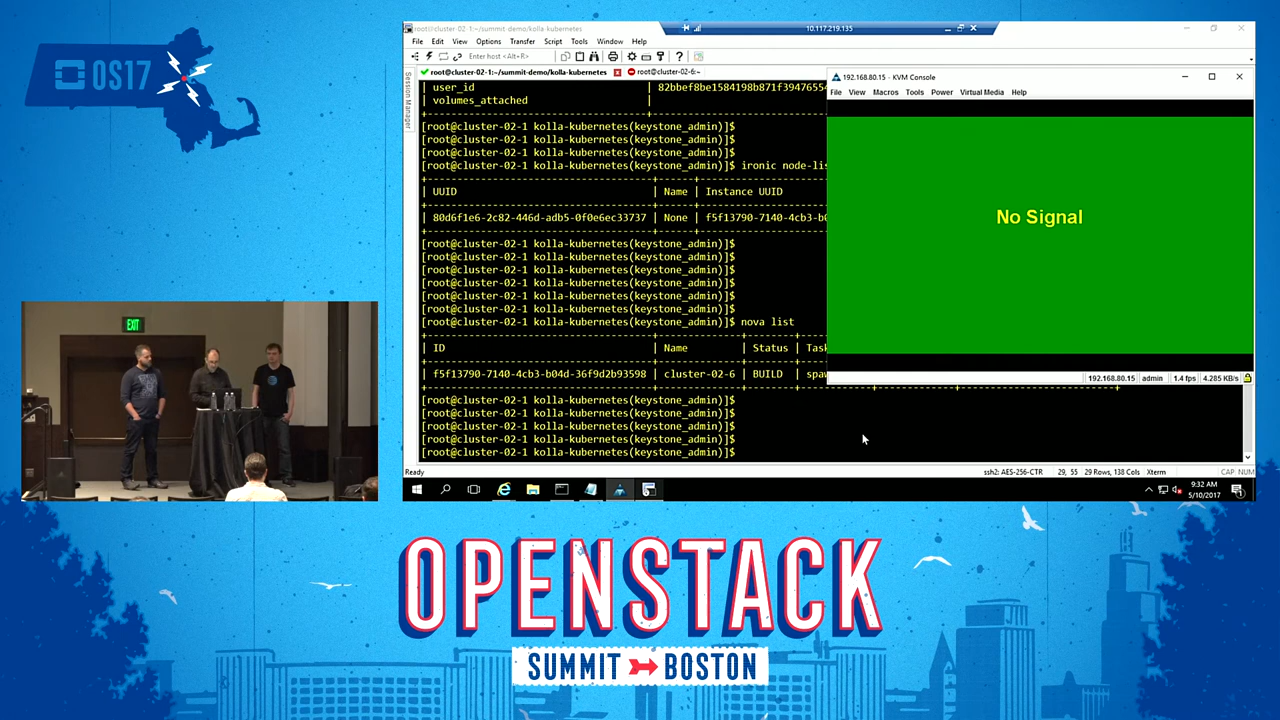 OS17
EXIT
root@cluster-02-1:~/summit-demo/kolla-kubernetes
10.117.219.135
File Edit View Options Transfer Script Tools Window Help
Enter host <Alt+R>
Session Manager
root@cluster-02-1:~/summit-demo/kolla-kubernetes
root@cluster-02-6:~
| user_id | 82bbef8be1584198b871f39476554
| volumes_attached |
[root@cluster-02-1 kolla-kubernetes(keystone_admin)]$
[root@cluster-02-1 kolla-kubernetes(keystone_admin)]$
[root@cluster-02-1 kolla-kubernetes(keystone_admin)]$
[root@cluster-02-1 kolla-kubernetes(keystone_admin)]$ ironic node-lis
| UUID | Name | Instance UUID
| 80d6f1e6-2c82-446d-adb5-0f0e6ec33737 | None | f5f13790-7140-4cb3-b0
[root@cluster-02-1 kolla-kubernetes(keystone_admin)]$
[root@cluster-02-1 kolla-kubernetes(keystone_admin)]$
[root@cluster-02-1 kolla-kubernetes(keystone_admin)]$
[root@cluster-02-1 kolla-kubernetes(keystone_admin)]$
[root@cluster-02-1 kolla-kubernetes(keystone_admin)]$
[root@cluster-02-1 kolla-kubernetes(keystone_admin)]$
[root@cluster-02-1 kolla-kubernetes(keystone_admin)]$ nova list
| ID | Name | Status | Task
| f5f13790-7140-4cb3-b04d-36f9d2b93598 | cluster-02-6 | BUILD | spaw
[root@cluster-02-1 kolla-kubernetes(keystone_admin)]$
[root@cluster-02-1 kolla-kubernetes(keystone_admin)]$
[root@cluster-02-1 kolla-kubernetes(keystone_admin)]$
[root@cluster-02-1 kolla-kubernetes(keystone_admin)]$
[root@cluster-02-1 kolla-kubernetes(keystone_admin)]$
192.168.80.15 - KVM Console
File View Macros Tools Power Virtual Media Help
No Signal
192.168.80.15 admin 1.4 fps 4.285 KB/s
Ready
ssh2: AES-256-CTR 29, 55 29 Rows, 138 Cols Xterm CAP NUM
9:32 AM
5/10/2017
OPENSTACK
SUMMIT BOSTON